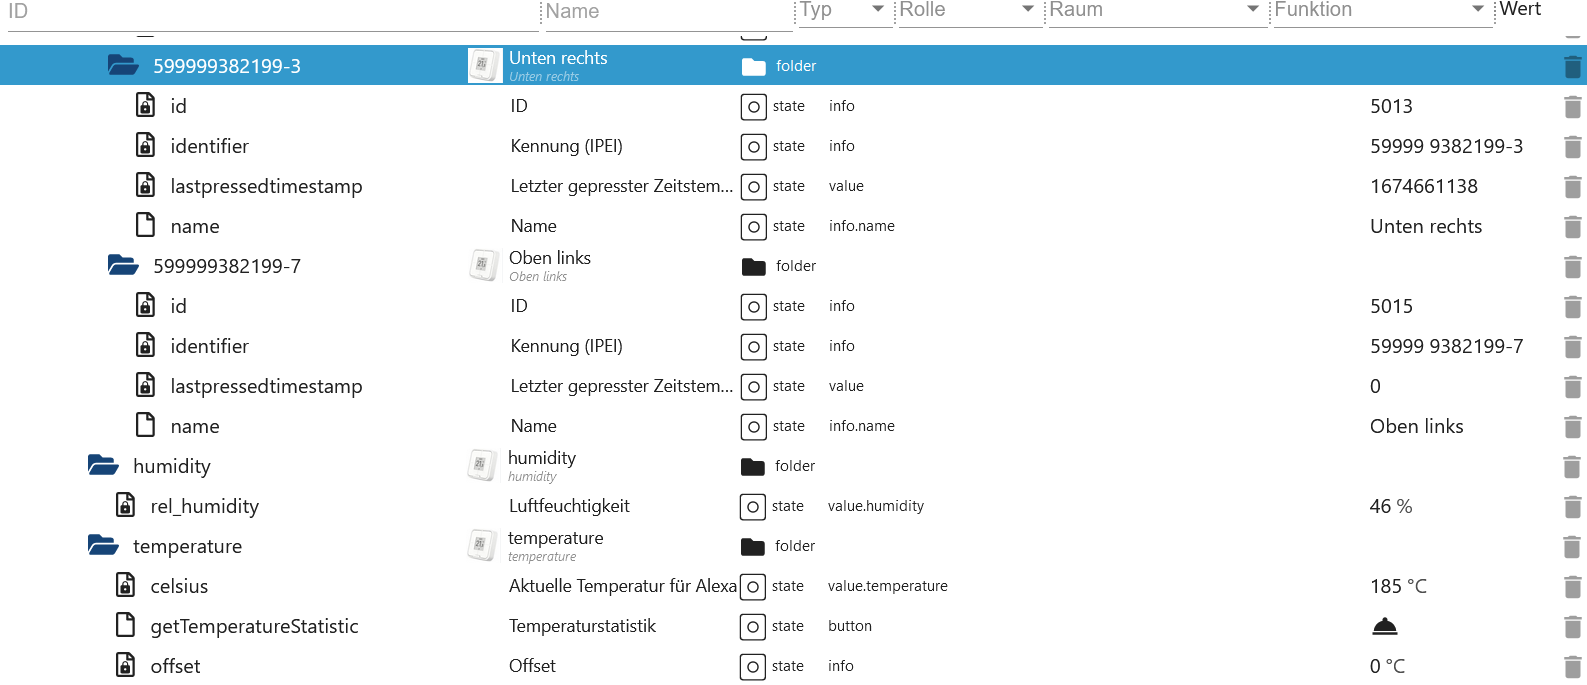 ID Name Typ Rolle Raum Funktion Wert
599999382199-3 Unten rechts folder
Unten rechts
id ID state info 5013
identifier Kennung (IPEI) state info 59999 9382199-3
lastpressedtimestamp Letzter gepresster Zeitstem... state value 1674661138
name Name state info.name Unten rechts
599999382199-7 Oben links folder
Oben links
id ID state info 5015
identifier Kennung (IPEI) state info 59999 9382199-7
lastpressedtimestamp Letzter gepresster Zeitstem... state value 0
name Name state info.name Oben links
humidity humidity folder
humidity
rel_humidity Luftfeuchtigkeit state value.humidity 46 %
temperature temperature folder
temperature
celsius Aktuelle Temperatur für Alexa state value.temperature 185 °C
getTemperatureStatistic Temperaturstatistik state button
offset Offset state info 0 °C